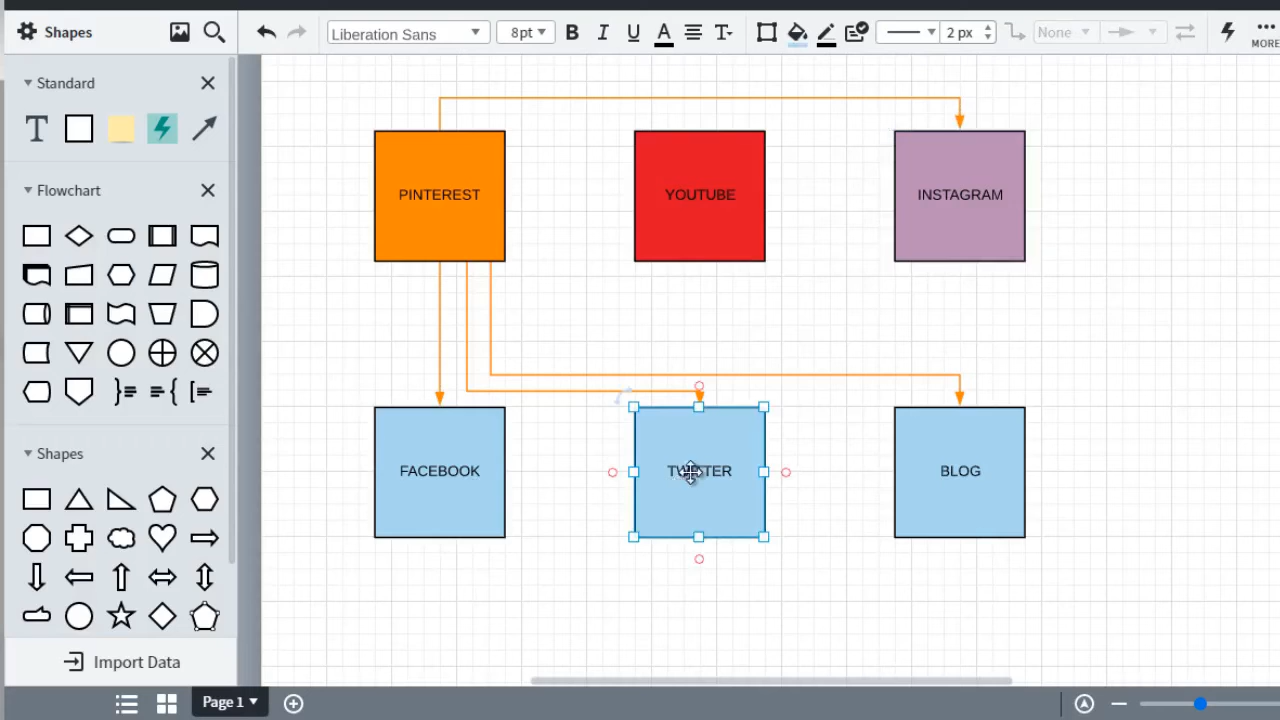 Shapes
Liberation Sans
8pt
B I U A T
2 px
None
MORE
Standard
T
Flowchart
Shapes
Import Data
PINTEREST
YOUTUBE
INSTAGRAM
FACEBOOK
TWITTER
BLOG
Page 1